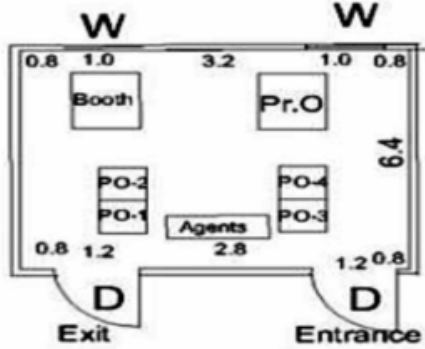 W W
0.8 1.0 3.2 1.0 0.8
Booth Pr.O
6.4
PO-2 PO-4
PO-1 PO-3
Agents
0.8 1.2 2.8 1.2 0.8
D D
Exit Entrance